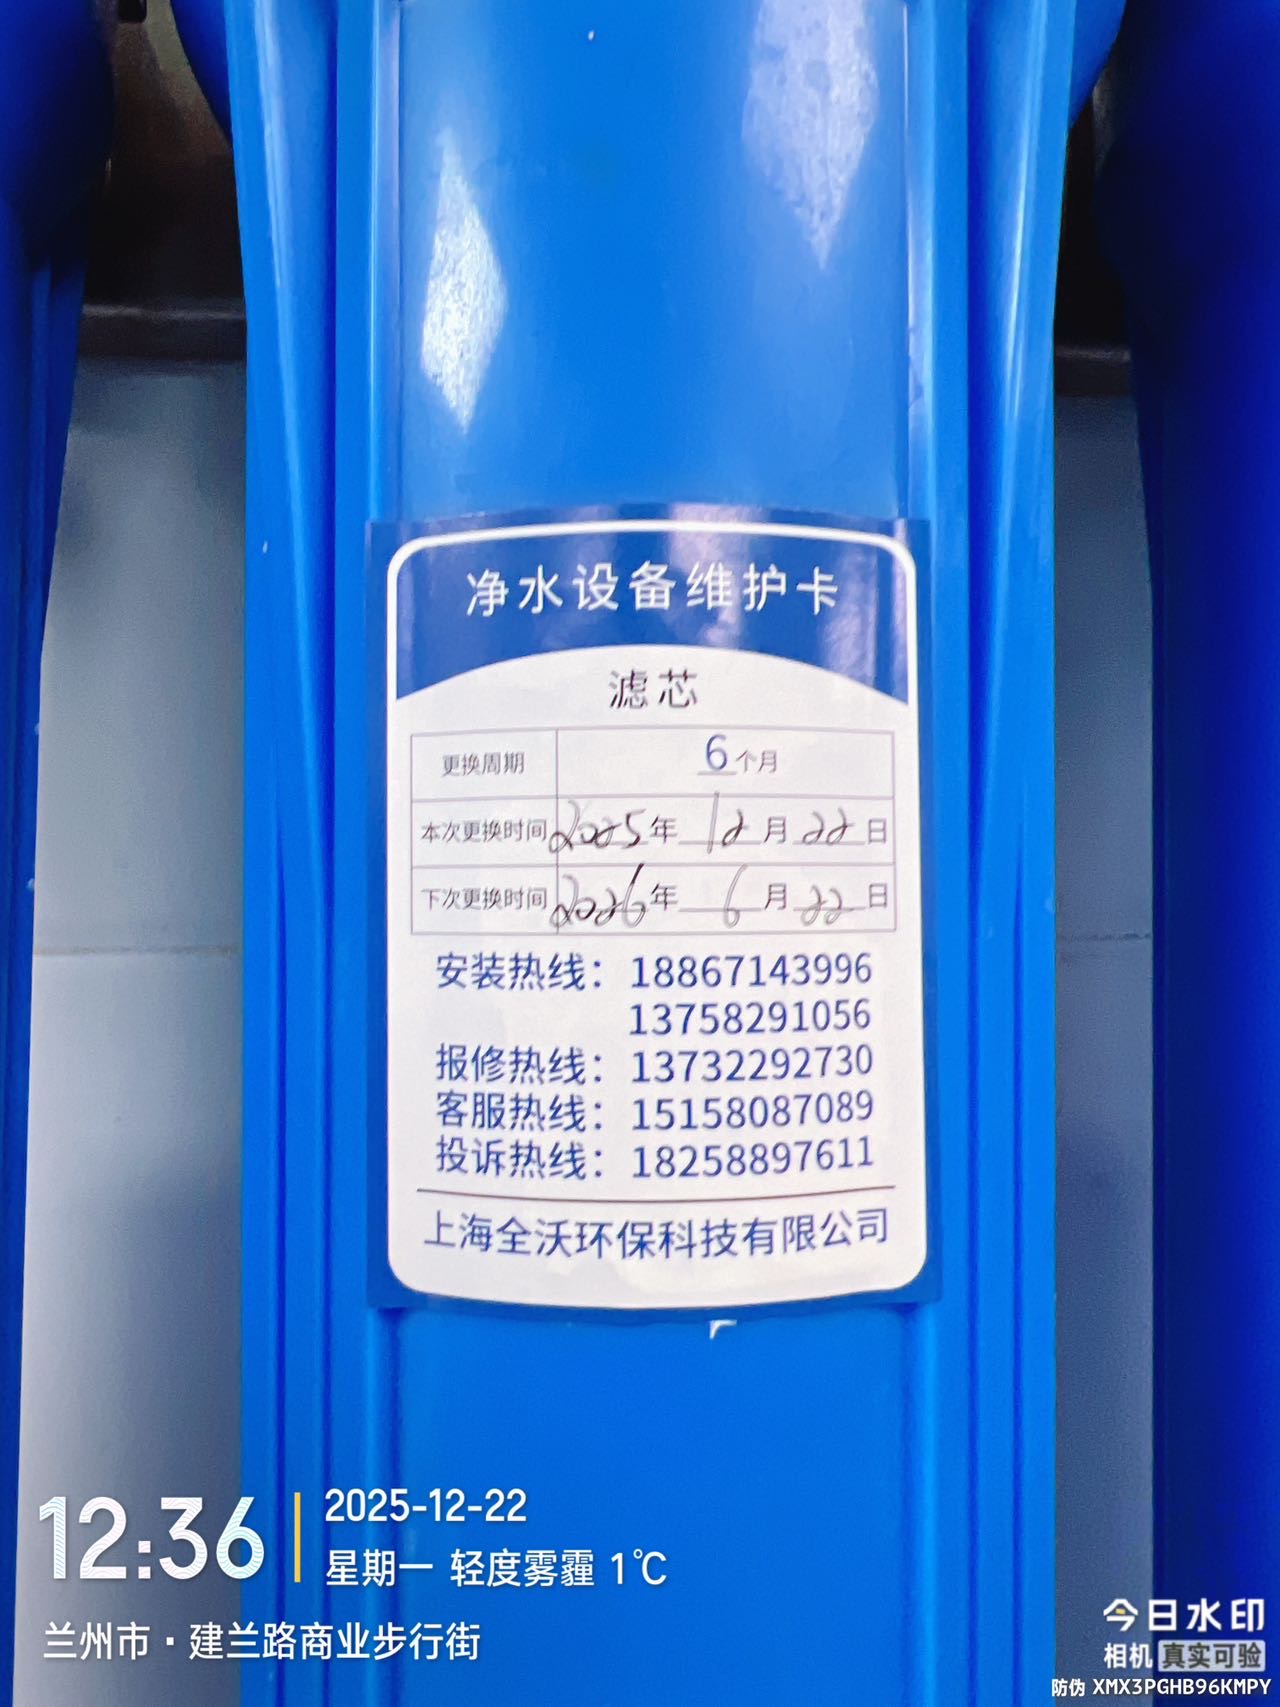 净水设备维护卡
滤芯
更换周期 6个月
本次更换时间 2025年12月22日
下次更换时间 2026年6月22日
安装热线：18867143996
13758291056
报修热线：13732292730
客服热线：15158087089
投诉热线：18258897611
上海全沃环保科技有限公司
12:36
2025-12-22
星期一 轻度雾霾 1℃
兰州市·建兰路商业步行街
今日水印
相机 真实可验
防伪 XMX3PGHB96KMPY